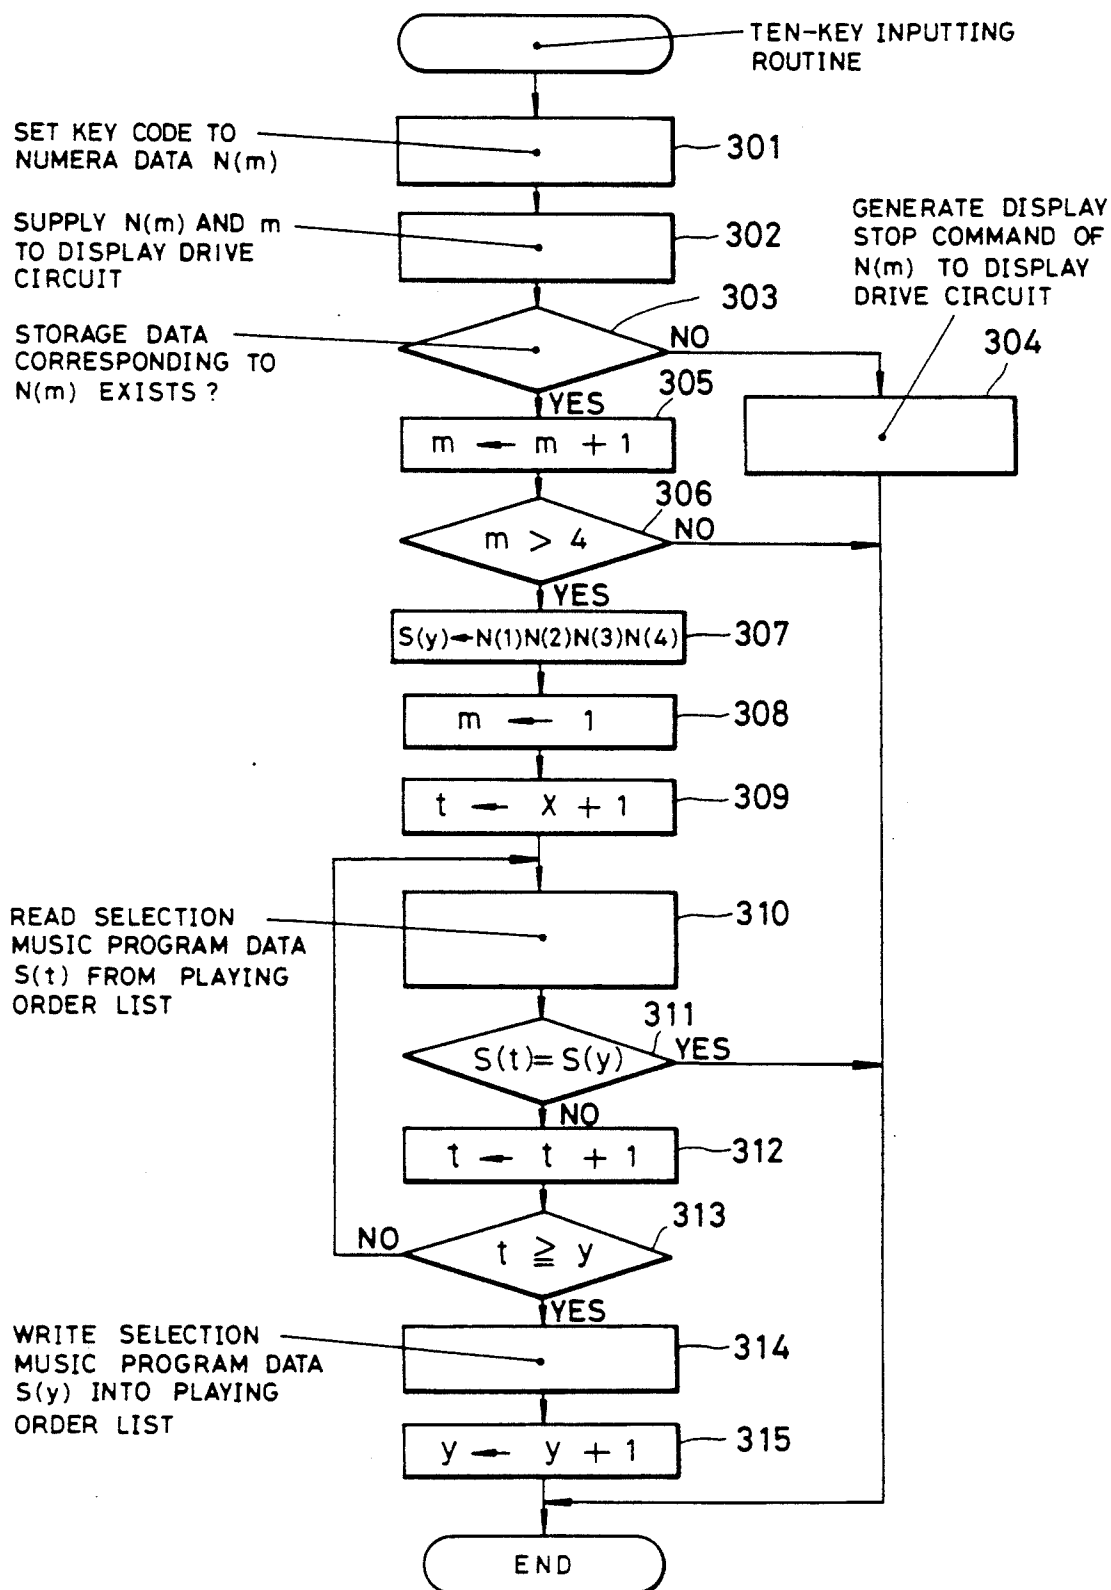 TEN-KEY INPUTTING
ROUTINE
SET KEY CODE TO
NUMERA DATA N(m)
301
SUPPLY N(m) AND m
TO DISPLAY DRIVE
CIRCUIT
302
GENERATE DISPLAY
STOP COMMAND OF
N(m) TO DISPLAY
DRIVE CIRCUIT
303
STORAGE DATA
CORRESPONDING TO
N(m) EXISTS ?
NO
304
YES
305
m ← m + 1
306
m > 4
NO
YES
S(y)←N(1)N(2)N(3)N(4)
307
m ← 1
308
t ← X + 1
309
READ SELECTION
MUSIC PROGRAM DATA
S(t) FROM PLAYING
ORDER LIST
310
311
S(t)= S(y)
YES
NO
t ← t + 1
312
313
NO
t ≧ y
YES
WRITE SELECTION
MUSIC PROGRAM DATA
S(y) INTO PLAYING
ORDER LIST
314
y ← y + 1
315
END